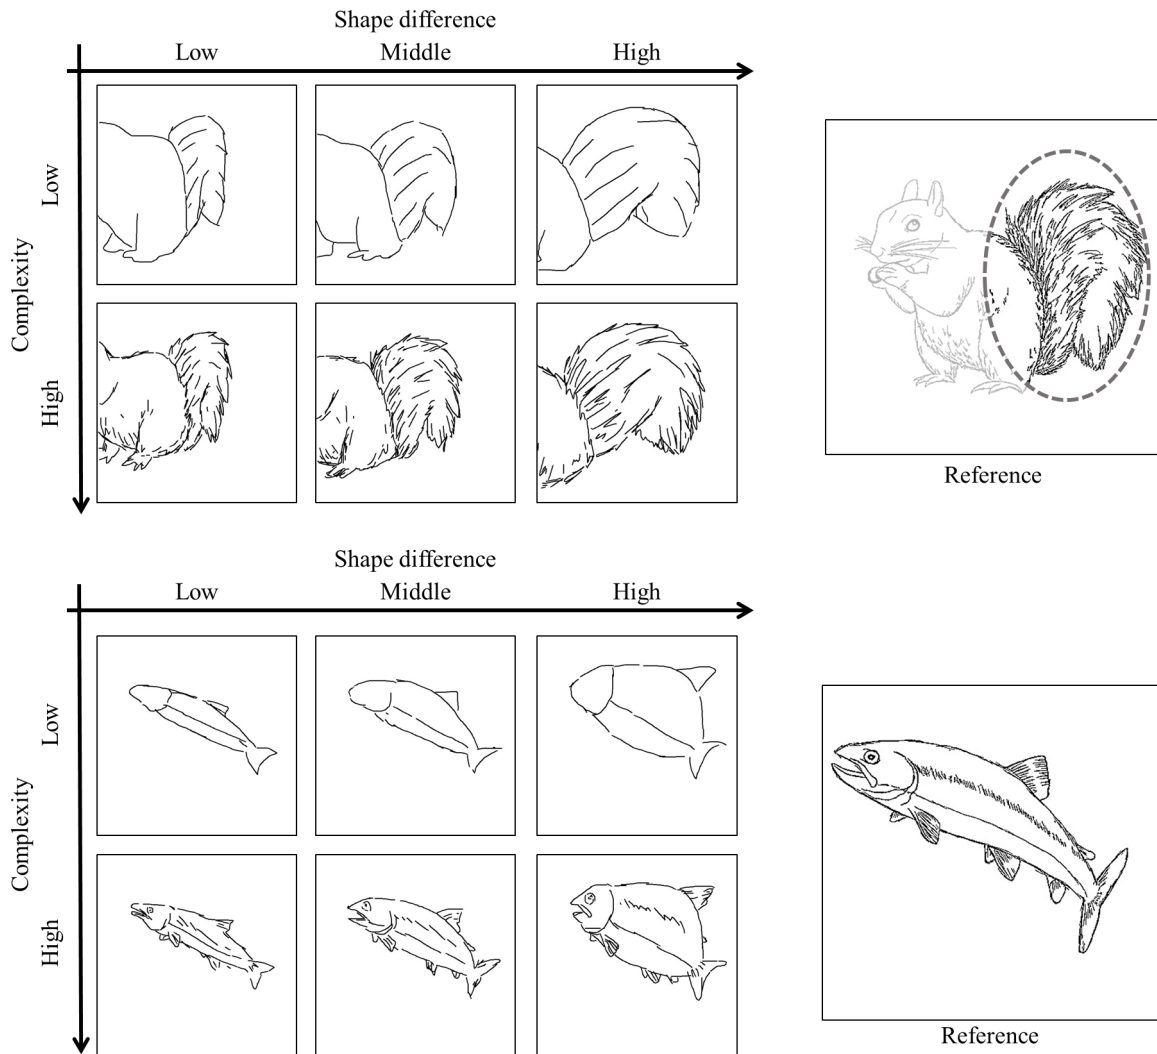 Shape difference
Low Middle High
Complexity
Low
High
Reference
Shape difference
Low Middle High
Complexity
Low
High
Reference